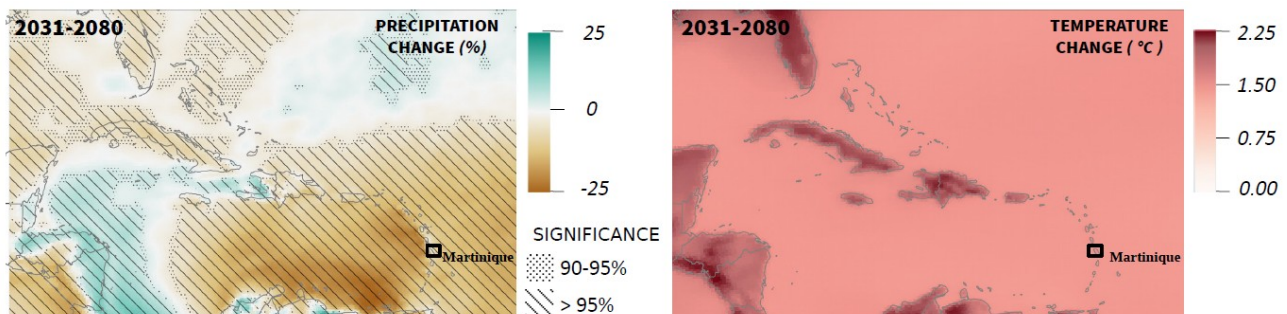 2031-2080
PRECIPITATION
CHANGE (%)
25
0
-25
SIGNIFICANCE
90-95%
> 95%
Martinique
2031-2080
TEMPERATURE
CHANGE ( °C )
2.25
1.50
0.75
0.00
Martinique